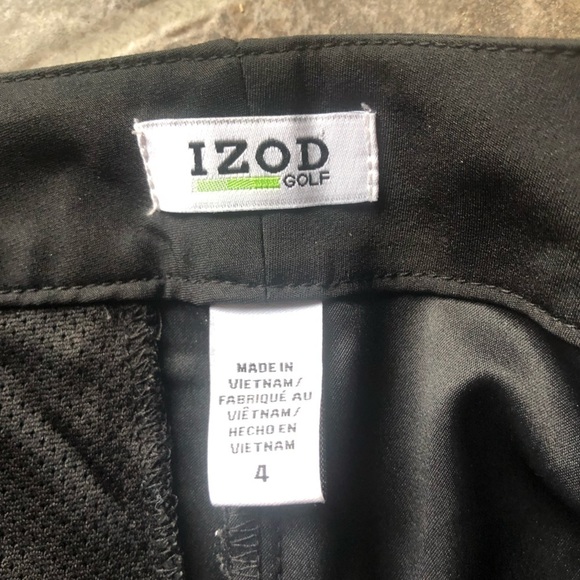 IZOD
GOLF
MADE IN
VIETNAM/
FABRIQUÉ AU
VIÊTNAM/
HECHO EN
VIETNAM
4